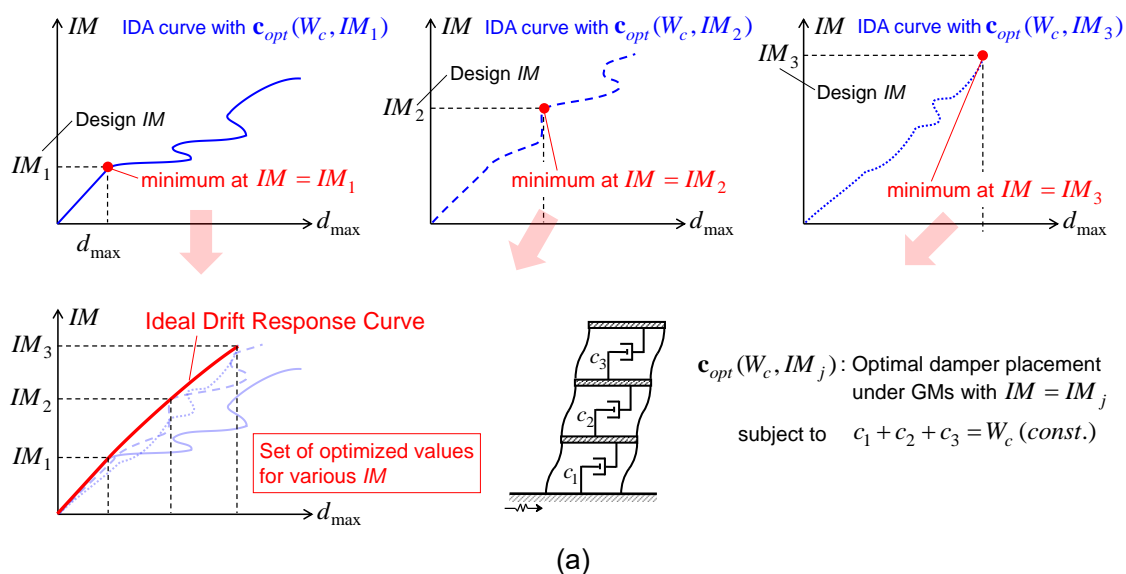 IM
IDA curve with c_opt(W_c, IM_1)
Design IM
IM_1
minimum at IM = IM_1
d_max
d_max
IM
IDA curve with c_opt(W_c, IM_2)
Design IM
IM_2
minimum at IM = IM_2
d_max
IM
IDA curve with c_opt(W_c, IM_3)
IM_3
Design IM
minimum at IM = IM_3
d_max
IM
Ideal Drift Response Curve
IM_3
IM_2
IM_1
Set of optimized values
for various IM
d_max
c_3
c_2
c_1
c_opt(W_c, IM_j) : Optimal damper placement
under GMs with IM = IM_j
subject to c_1 + c_2 + c_3 = W_c (const.)
(a)